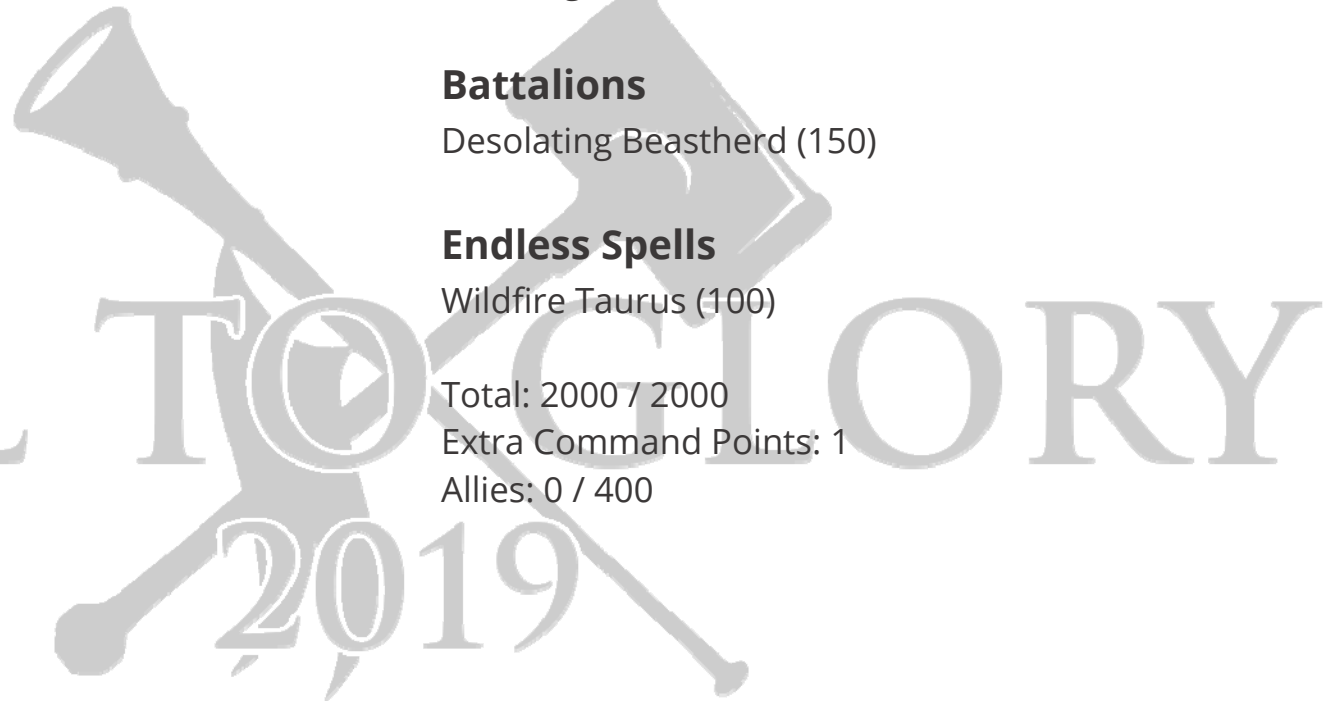 Battalions
Desolating Beastherd (150)
Endless Spells
Wildfire Taurus (100)
Total: 2000 / 2000
Extra Command Points: 1
Allies: 0 / 400
TO GLORY
2019